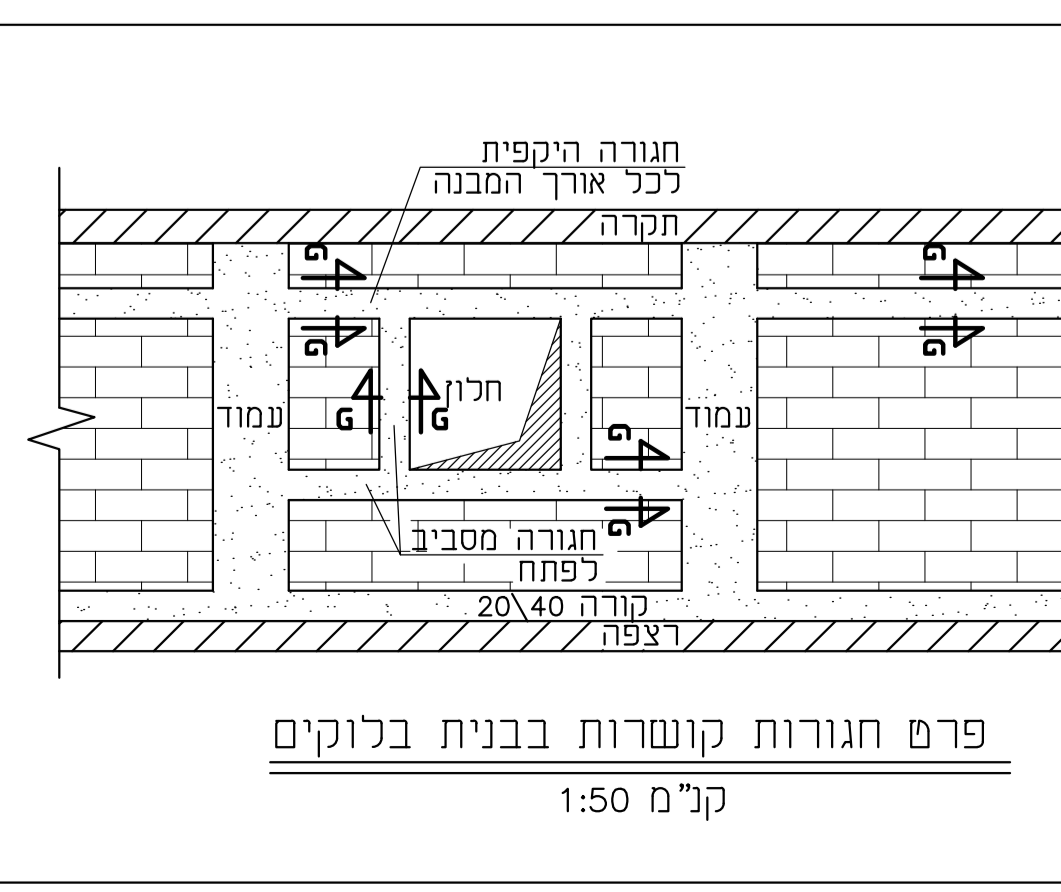 חגורה היקפית
לכל אורך המבנה
תקרה
G
G
G
G
G
G
חלון
עמוד
עמוד
G
G
חגורה מסביב
לפתח
קורה 20\40
רצפה
פרט חגורות קושרות בבנית בלוקים
קנ"מ 1:50